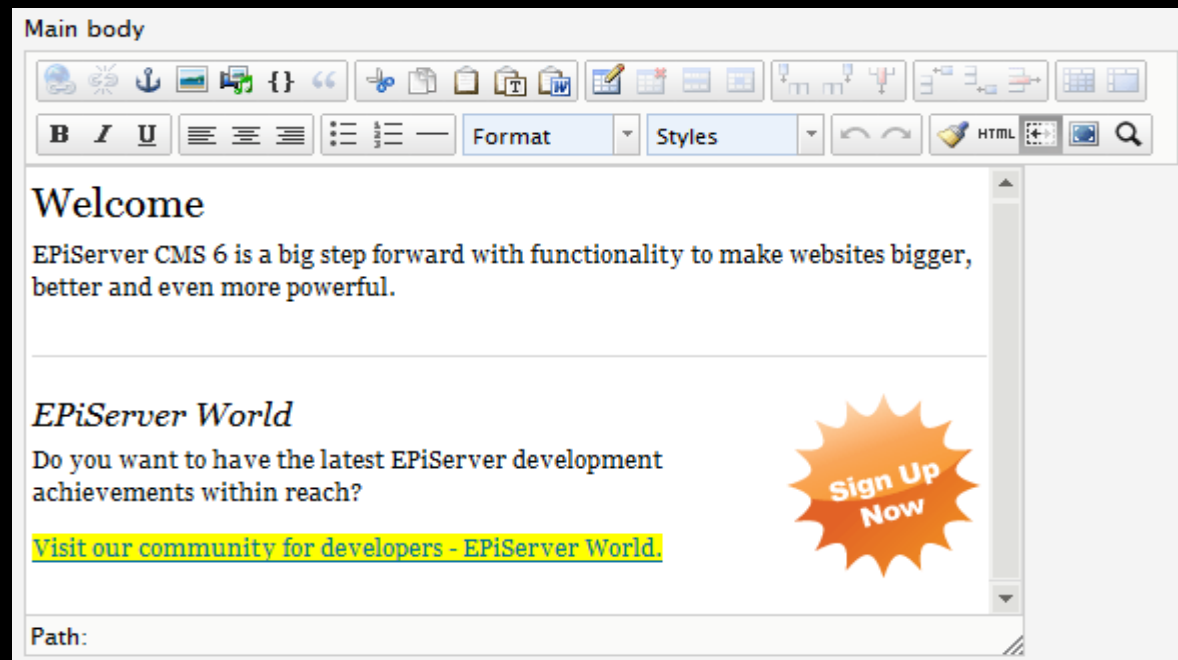 Main body
B I U Format Styles HTML
Welcome
EPiServer CMS 6 is a big step forward with functionality to make websites bigger,
better and even more powerful.
EPiServer World
Do you want to have the latest EPiServer development
achievements within reach?
Sign Up
Now
Visit our community for developers - EPiServer World.
Path: